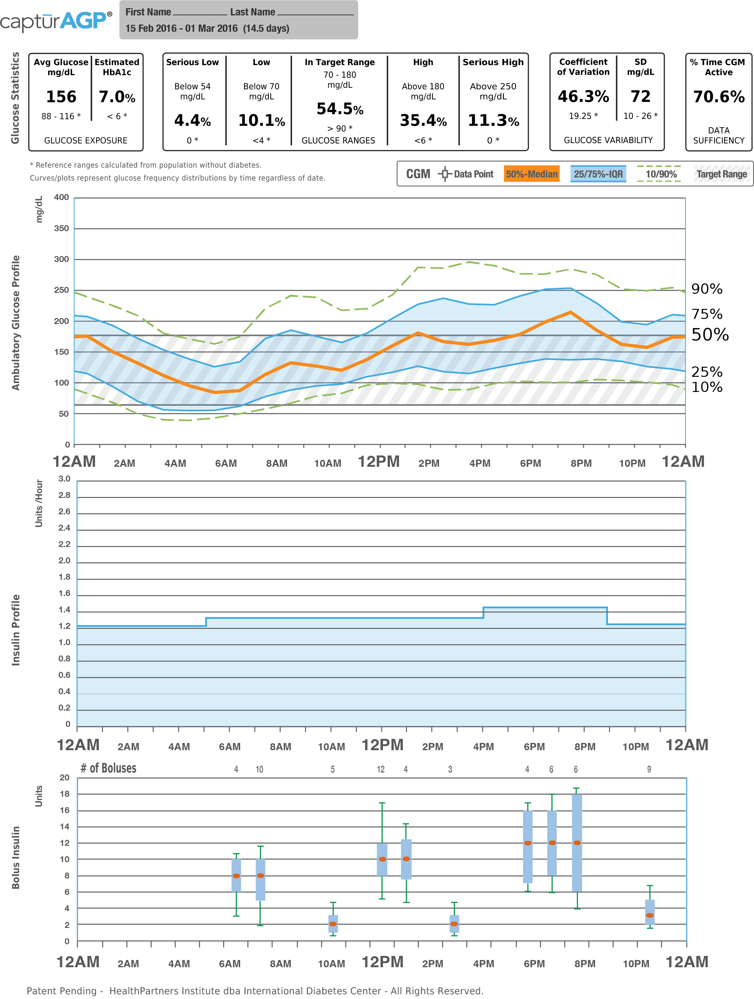 captūrAGP®
First Name Last Name
15 Feb 2016 - 01 Mar 2016 (14.5 days)
Glucose Statistics
Avg Glucose
mg/dL
156
88 - 116 *
Estimated
HbA1c
7.0%
< 6 *
GLUCOSE EXPOSURE
Serious Low
Below 54
mg/dL
4.4%
0 *
Low
Below 70
mg/dL
10.1%
<4 *
In Target Range
70 - 180
mg/dL
54.5%
> 90 *
GLUCOSE RANGES
High
Above 180
mg/dL
35.4%
<6 *
Serious High
Above 250
mg/dL
11.3%
0 *
Coefficient
of Variation
46.3%
19.25 *
SD
mg/dL
72
10 - 26 *
GLUCOSE VARIABILITY
% Time CGM
Active
70.6%
DATA
SUFFICIENCY
* Reference ranges calculated from population without diabetes.
Curves/plots represent glucose frequency distributions by time regardless of date.
CGM Data Point 50%-Median 25/75%-IQR 10/90% Target Range
Ambulatory Glucose Profile
mg/dL
400
350
300
250
200
150
100
50
0
90%
75%
50%
25%
10%
12AM 2AM 4AM 6AM 8AM 10AM 12PM 2PM 4PM 6PM 8PM 10PM 12AM
Insulin Profile
Units /Hour
3.0
2.8
2.6
2.4
2.2
2.0
1.8
1.6
1.4
1.2
1.0
0.8
0.6
0.4
0.2
0
12AM 2AM 4AM 6AM 8AM 10AM 12PM 2PM 4PM 6PM 8PM 10PM 12AM
# of Boluses 4 10 5 12 4 3 4 6 6 9
Bolus Insulin
Units
20
18
16
14
12
10
8
6
4
2
0
12AM 2AM 4AM 6AM 8AM 10AM 12PM 2PM 4PM 6PM 8PM 10PM 12AM
Patent Pending - HealthPartners Institute dba International Diabetes Center - All Rights Reserved.